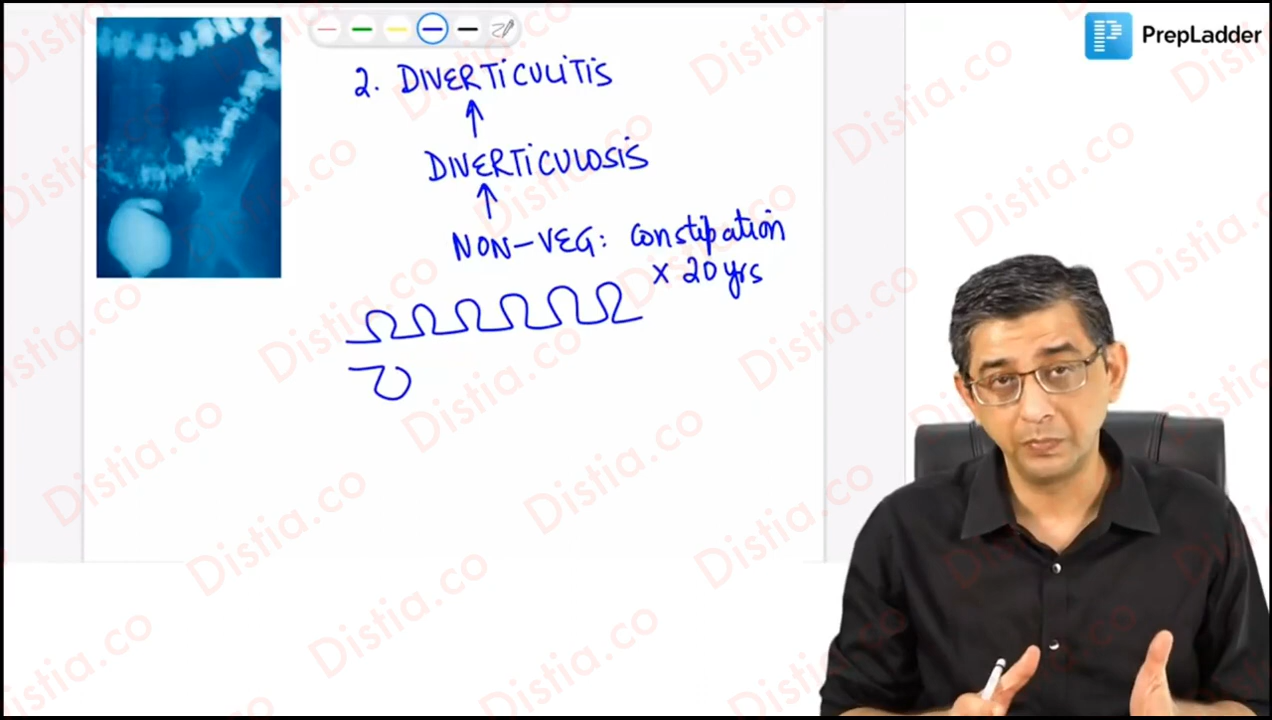 PrepLadder
2. DIVERTICULITIS
↑
DIVERTICULOSIS
↑
NON-VEG: Constipation
x 20 yrs
Distia.co